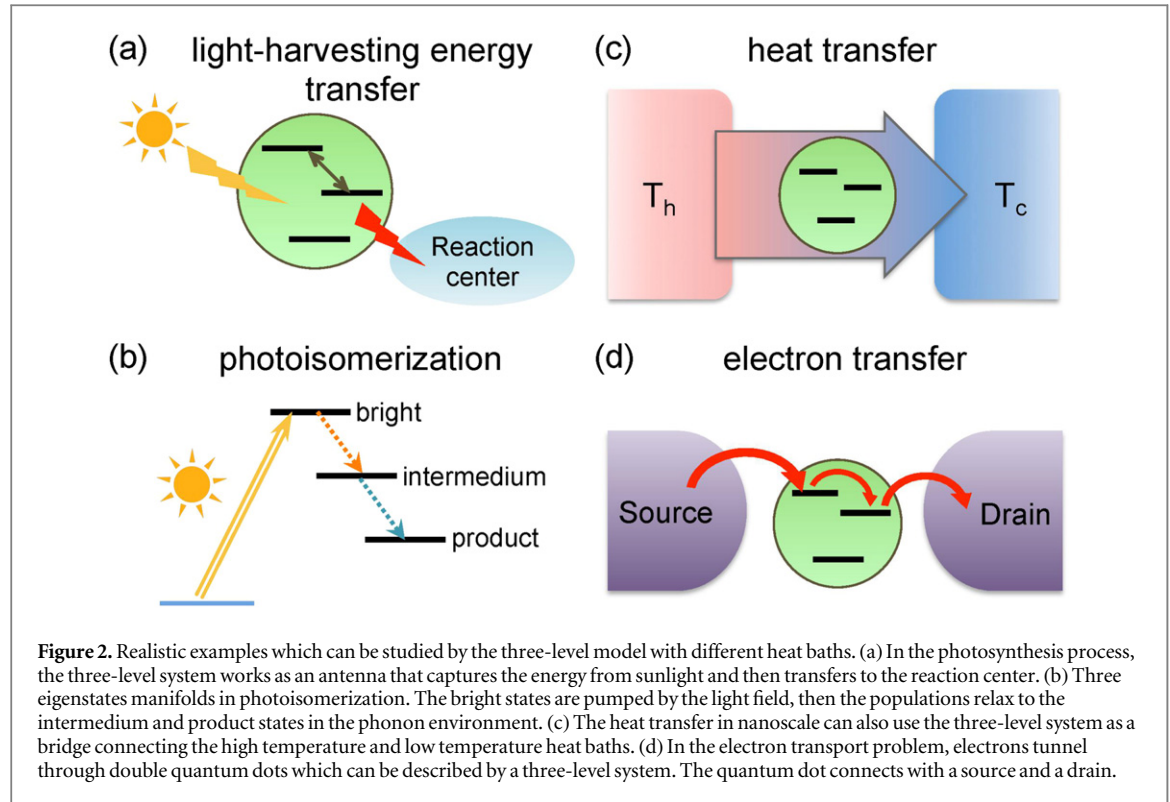 (a) light-harvesting energy
transfer
Reaction
center
(c) heat transfer
T_h
T_c
(b) photoisomerization
bright
intermedium
product
(d) electron transfer
Source
Drain
Figure 2. Realistic examples which can be studied by the three-level model with different heat baths. (a) In the photosynthesis process,
the three-level system works as an antenna that captures the energy from sunlight and then transfers to the reaction center. (b) Three
eigenstates manifolds in photoisomerization. The bright states are pumped by the light field, then the populations relax to the
intermedium and product states in the phonon environment. (c) The heat transfer in nanoscale can also use the three-level system as a
bridge connecting the high temperature and low temperature heat baths. (d) In the electron transport problem, electrons tunnel
through double quantum dots which can be described by a three-level system. The quantum dot connects with a source and a drain.